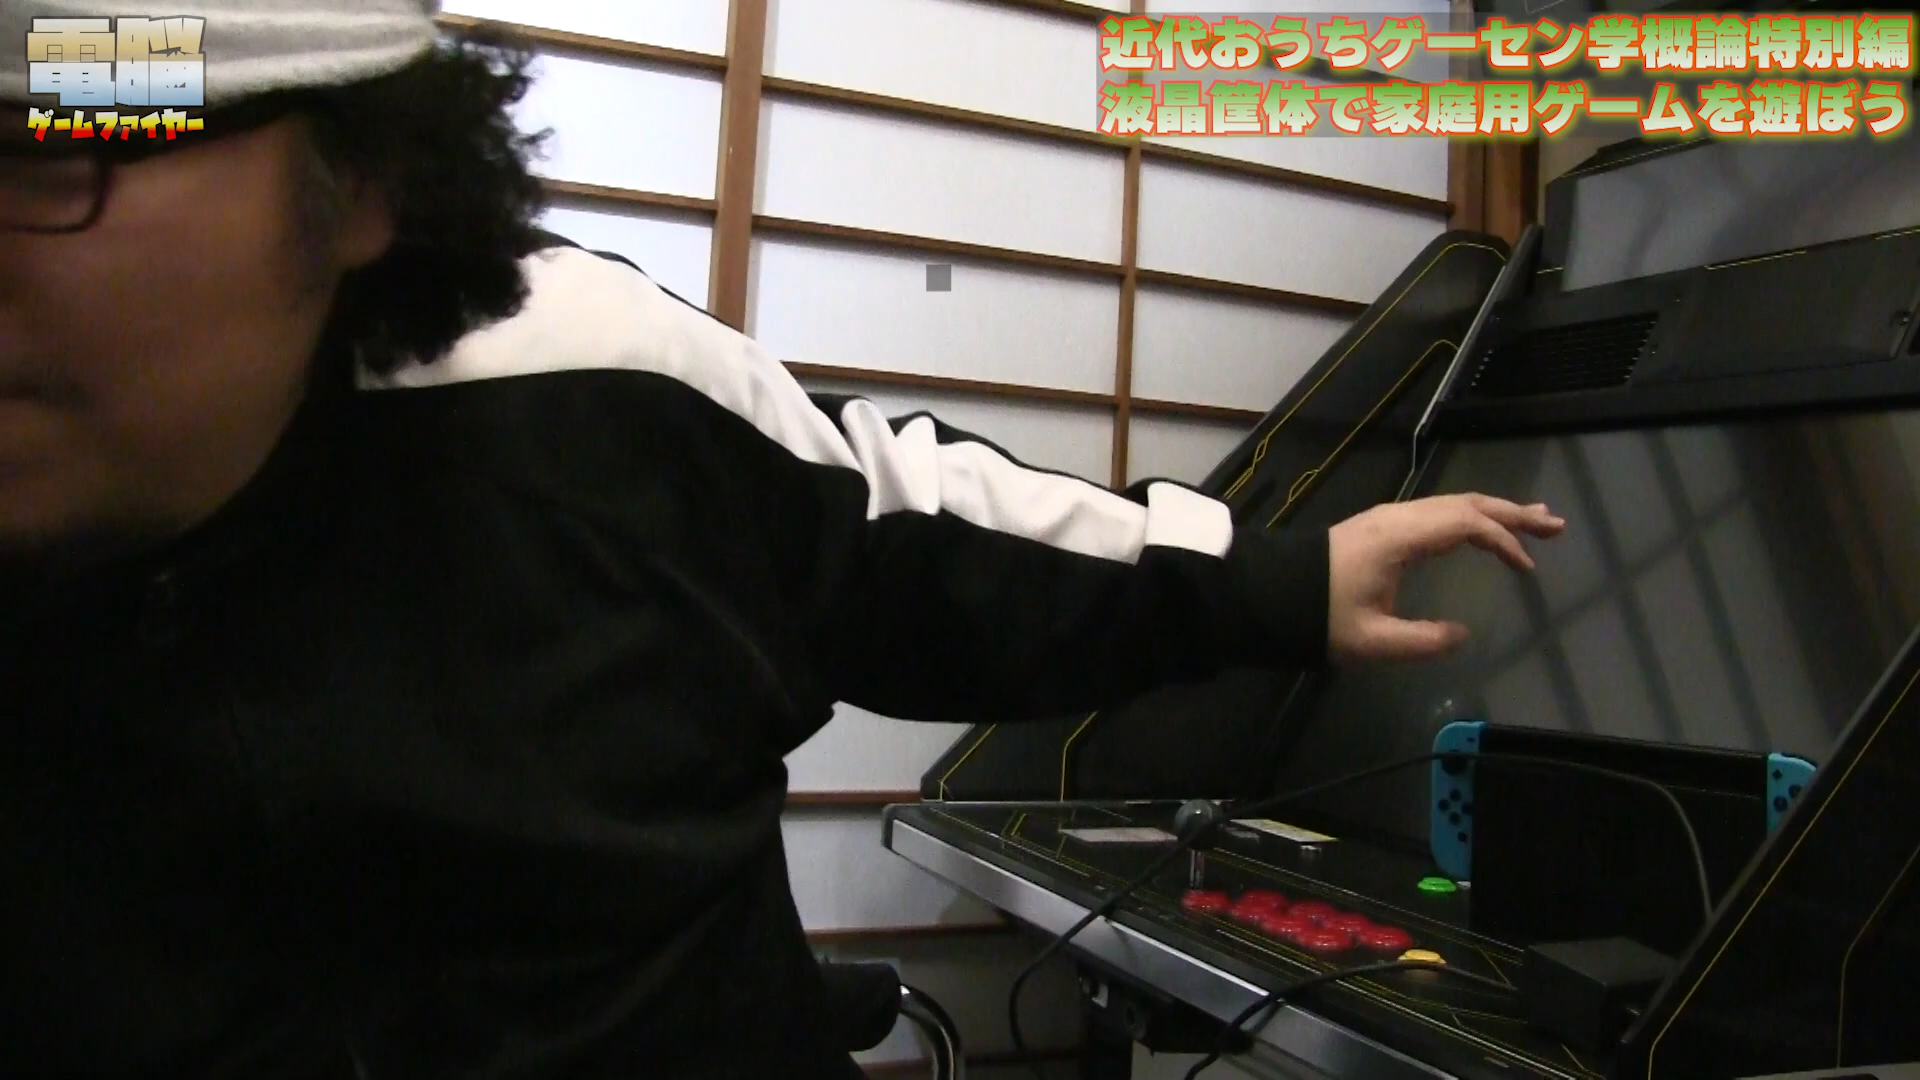 電脳
ゲームファイヤー
近代おうちゲーセン学概論特別編
液晶筐体で家庭用ゲームを遊ぼう